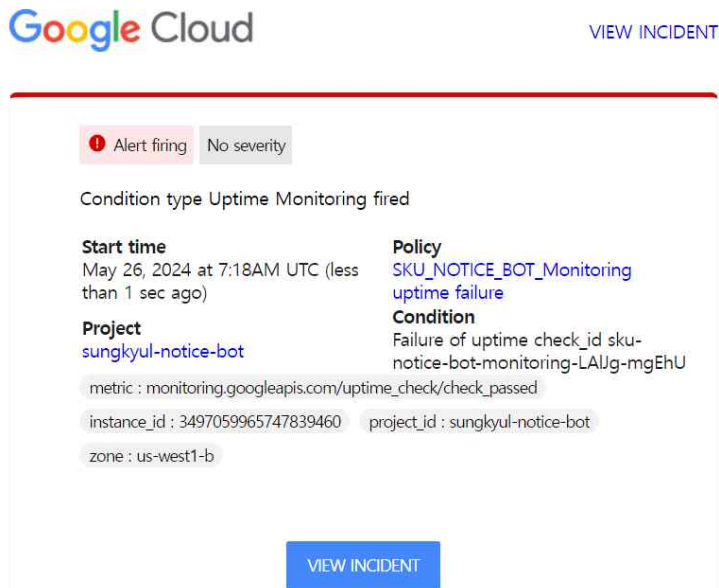 Google Cloud
VIEW INCIDENT
Alert firing
No severity
Condition type Uptime Monitoring fired
Start time
May 26, 2024 at 7:18AM UTC (less
than 1 sec ago)
Policy
SKU_NOTICE_BOT_Monitoring
uptime failure
Project
sungkyul-notice-bot
Condition
Failure of uptime check_id sku-
notice-bot-monitoring-LAlJg-mgEhU
metric : monitoring.googleapis.com/uptime_check/check_passed
instance_id : 3497059965747839460
project_id : sungkyul-notice-bot
zone : us-west1-b
VIEW INCIDENT